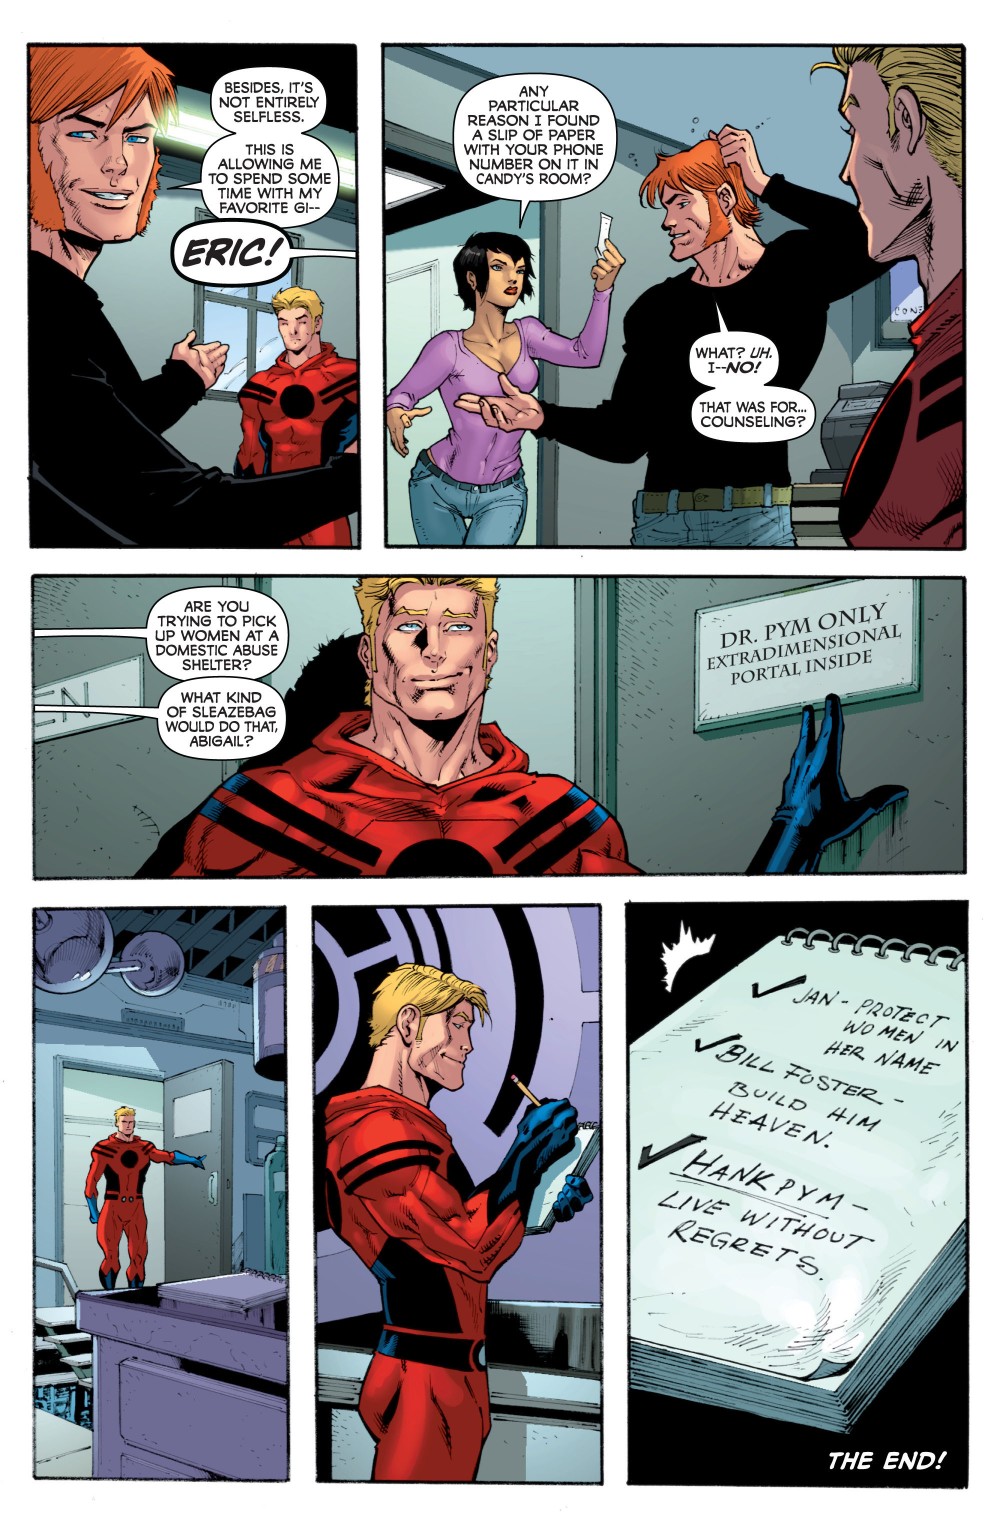 BESIDES, IT'S
NOT ENTIRELY
SELFLESS.
THIS IS
ALLOWING ME
TO SPEND SOME
TIME WITH MY
FAVORITE GI--
ERIC!
ANY
PARTICULAR
REASON I FOUND
A SLIP OF PAPER
WITH YOUR PHONE
NUMBER ON IT IN
CANDY'S ROOM?
WHAT? UH.
I--NO!
THAT WAS FOR...
COUNSELING?
CONE
ARE YOU
TRYING TO PICK
UP WOMEN AT A
DOMESTIC ABUSE
SHELTER?
WHAT KIND
OF SLEAZEBAG
WOULD DO THAT,
ABIGAIL?
EN
DR. PYM ONLY
EXTRADIMENSIONAL
PORTAL INSIDE
✓ JAN - PROTECT
WOMEN IN
HER NAME
✓ BILL FOSTER -
BUILD HIM
HEAVEN.
✓ HANK PYM -
LIVE WITHOUT
REGRETS.
THE END!